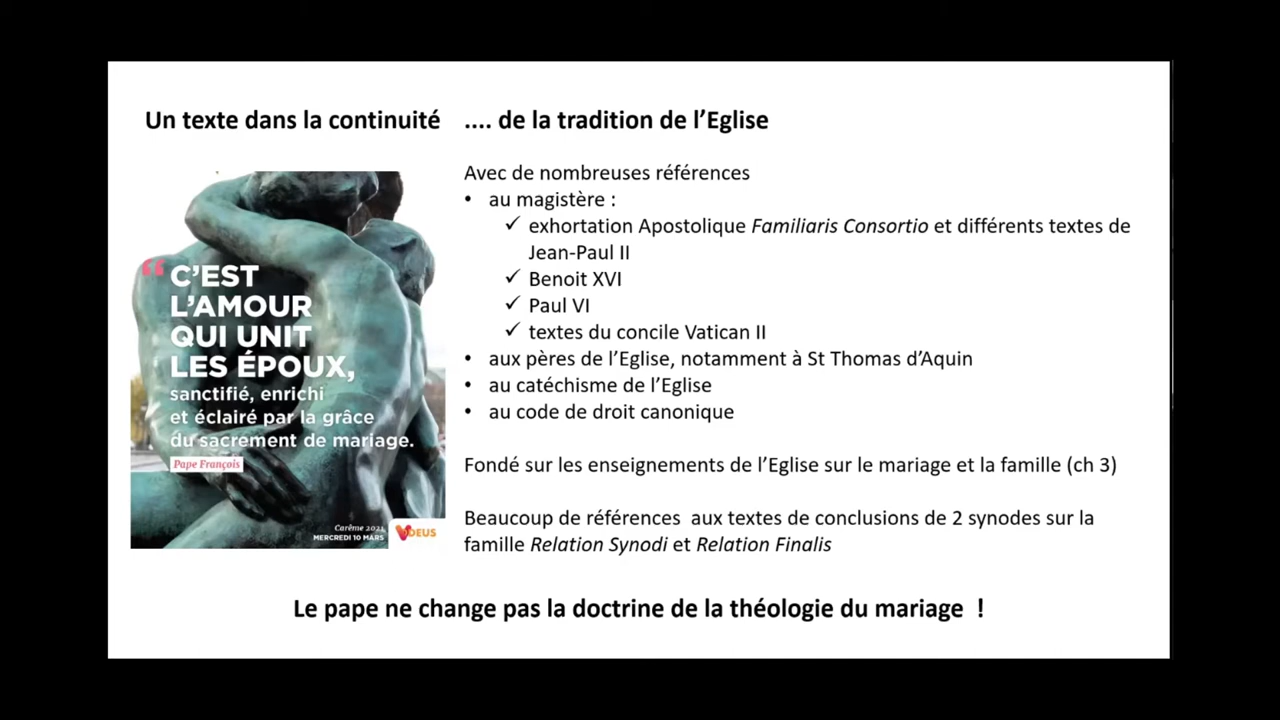 Un texte dans la continuité .... de la tradition de l’Eglise
“ C’EST
L’AMOUR
QUI UNIT
LES ÉPOUX,
sanctifié, enrichi
et éclairé par la grâce
du sacrement de mariage.
Pape François
Carême 2021
MERCREDI 10 MARS
VODEUS
Avec de nombreuses références
• au magistère :
✓ exhortation Apostolique Familiaris Consortio et différents textes de
Jean-Paul II
✓ Benoit XVI
✓ Paul VI
✓ textes du concile Vatican II
• aux pères de l’Eglise, notamment à St Thomas d’Aquin
• au catéchisme de l’Eglise
• au code de droit canonique
Fondé sur les enseignements de l’Eglise sur le mariage et la famille (ch 3)
Beaucoup de références aux textes de conclusions de 2 synodes sur la
famille Relation Synodi et Relation Finalis
Le pape ne change pas la doctrine de la théologie du mariage !